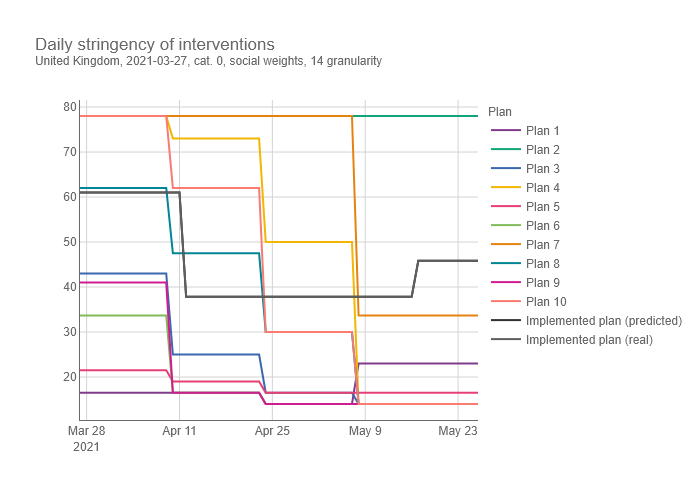 Daily stringency of interventions
United Kingdom, 2021-03-27, cat. 0, social weights, 14 granularity
80
70
60
50
40
30
20
Mar 28
2021
Apr 11
Apr 25
May 9
May 23
Plan
Plan 1
Plan 2
Plan 3
Plan 4
Plan 5
Plan 6
Plan 7
Plan 8
Plan 9
Plan 10
Implemented plan (predicted)
Implemented plan (real)